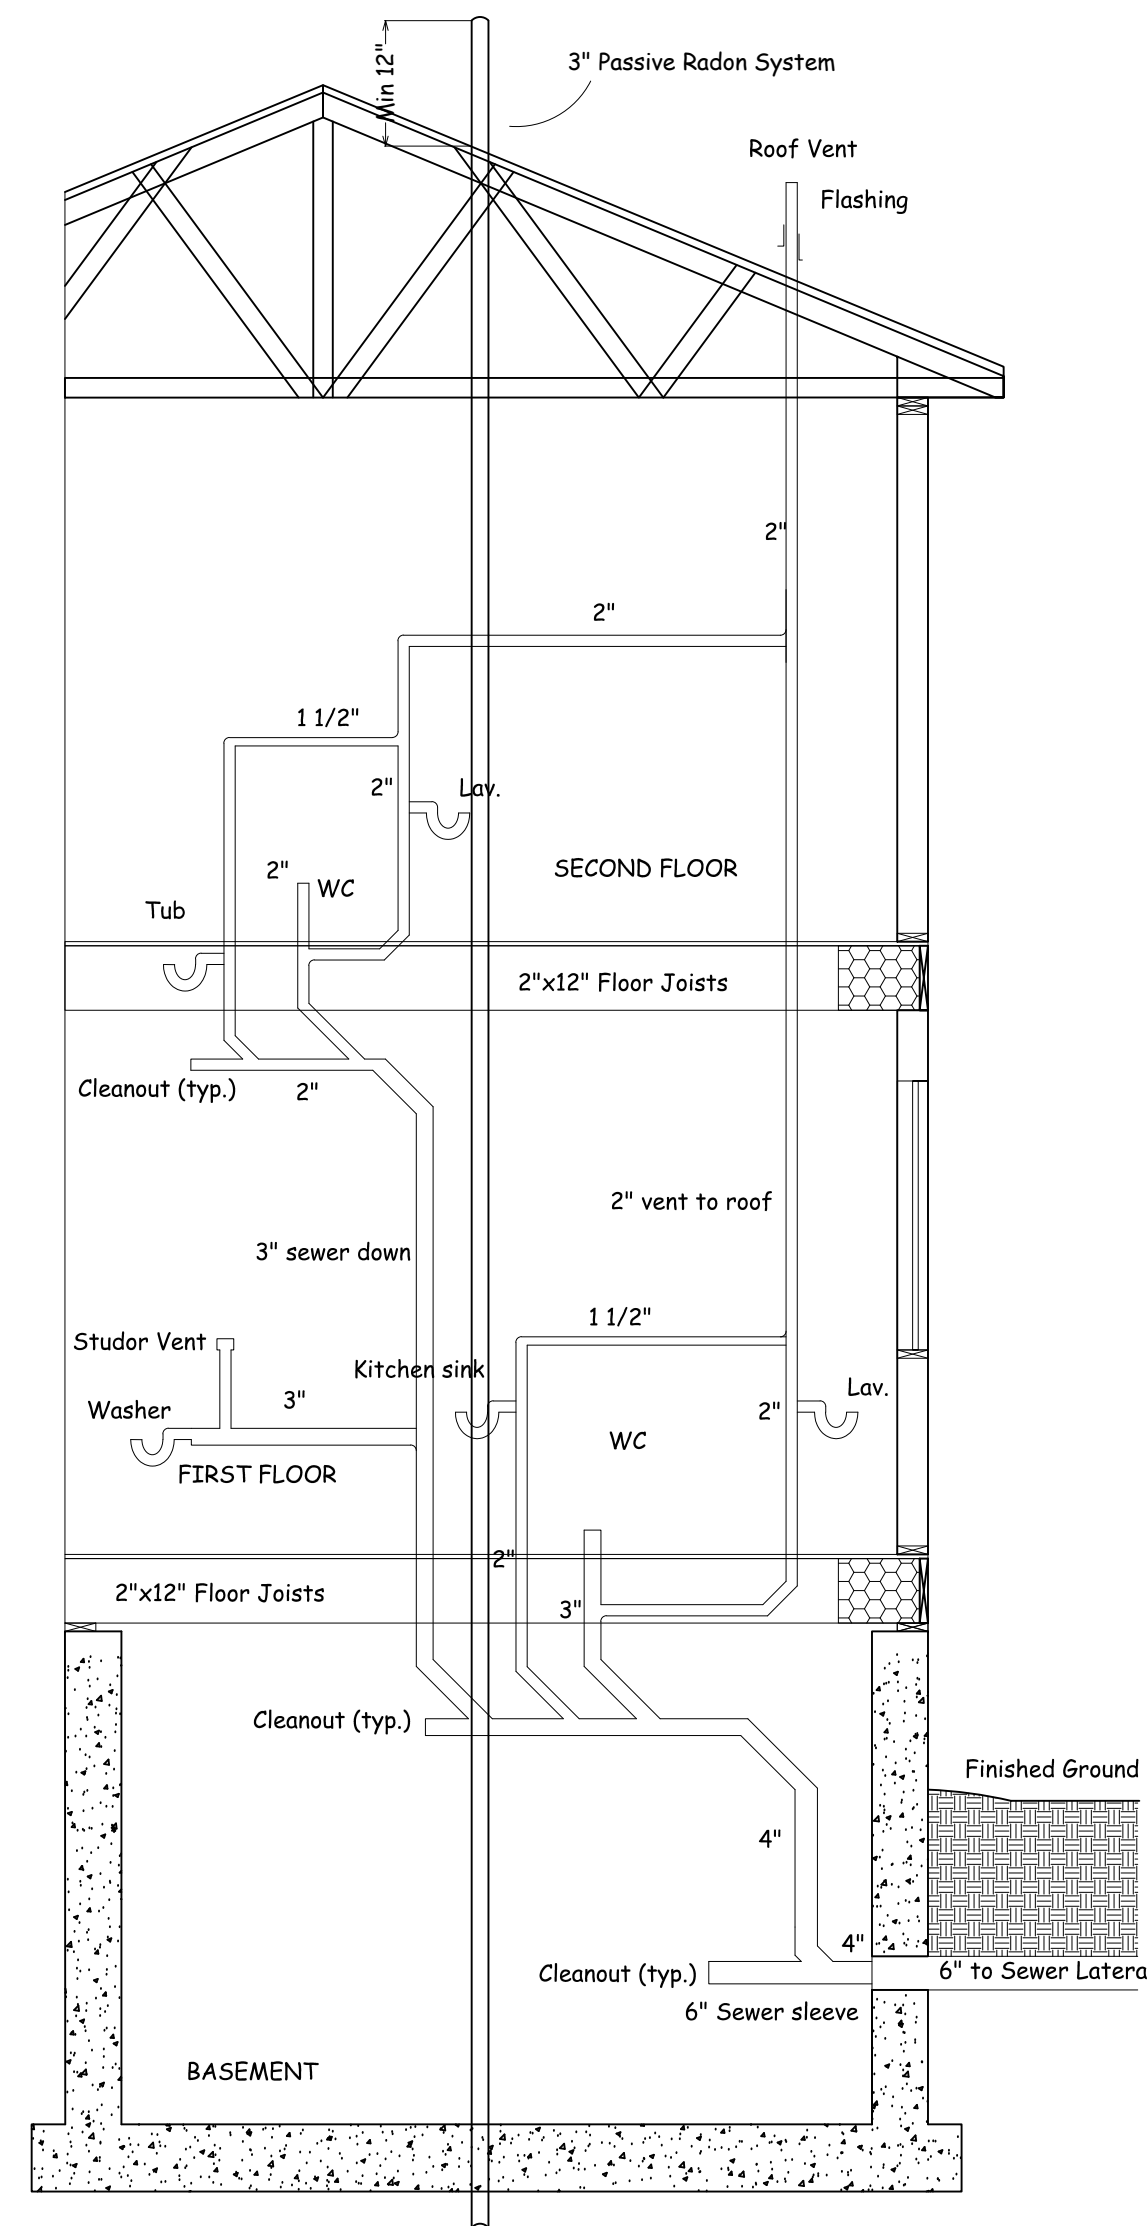 3" Passive Radon System
Min 12"
Roof Vent
Flashing
2"
2"
1 1/2"
2"
Lav.
2"
WC
SECOND FLOOR
Tub
2"x12" Floor Joists
Cleanout (typ.)
2"
2" vent to roof
3" sewer down
1 1/2"
Studor Vent
Kitchen sink
Lav.
3"
Washer
2"
WC
FIRST FLOOR
2"
2"x12" Floor Joists
3"
Cleanout (typ.)
Finished Ground
4"
4"
Cleanout (typ.)
6" to Sewer Latera
6" Sewer sleeve
BASEMENT